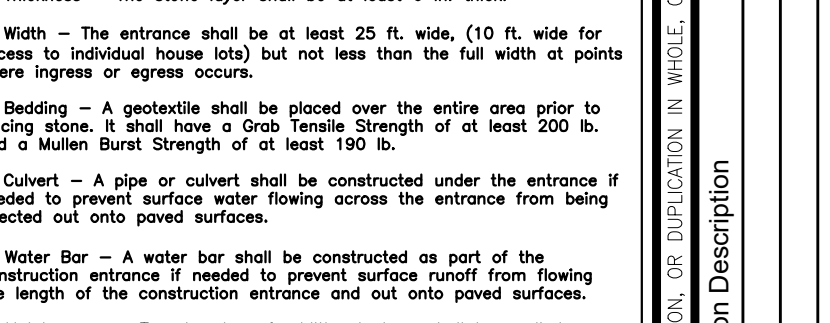 Width – The entrance shall be at least 25 ft. wide, (10 ft. wide for
cess to individual house lots) but not less than the full width at points
ere ingress or egress occurs.
Bedding – A geotextile shall be placed over the entire area prior to
cing stone. It shall have a Grab Tensile Strength of at least 200 lb.
d a Mullen Burst Strength of at least 190 lb.
Culvert – A pipe or culvert shall be constructed under the entrance if
eded to prevent surface water flowing across the entrance from being
ected out onto paved surfaces.
Water Bar – A water bar shall be constructed as part of the
nstruction entrance if needed to prevent surface runoff from flowing
e length of the construction entrance and out onto paved surfaces.
ON, OR DUPLICATION IN WHOLE,
on Description